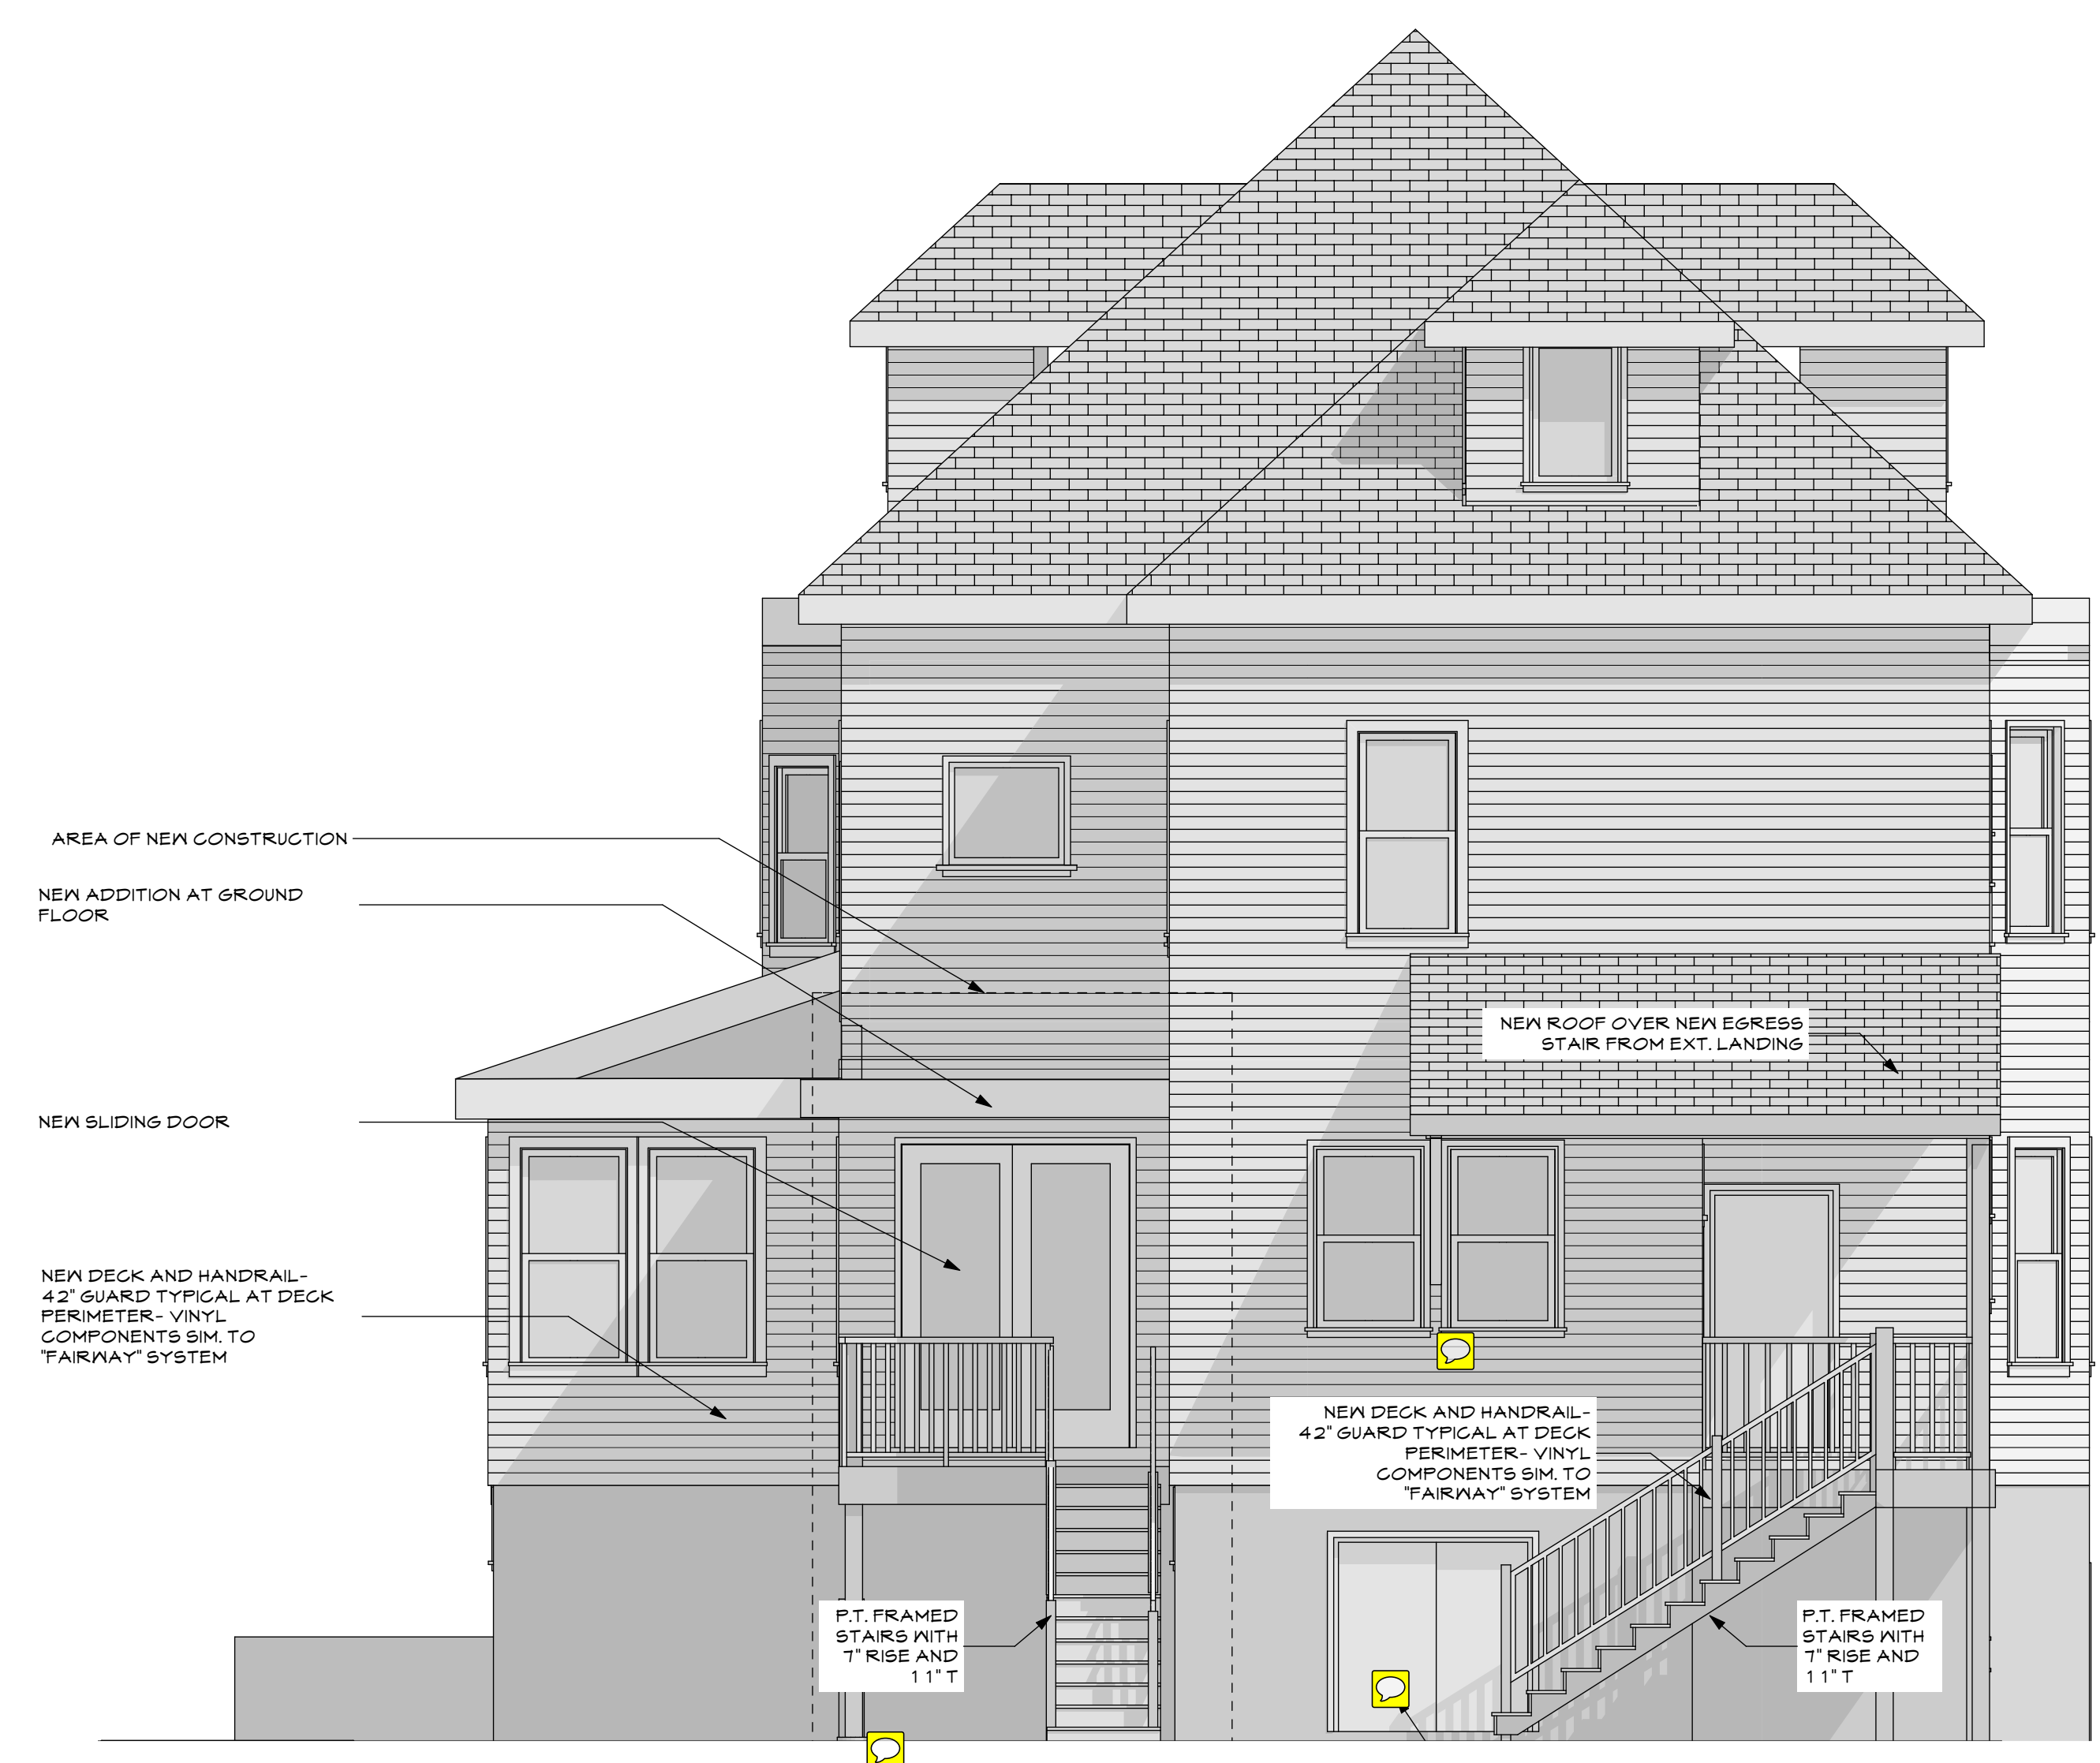 AREA OF NEW CONSTRUCTION
NEW ADDITION AT GROUND
FLOOR
NEW ROOF OVER NEW EGRESS
STAIR FROM EXT. LANDING
NEW SLIDING DOOR
NEW DECK AND HANDRAIL-
42" GUARD TYPICAL AT DECK
PERIMETER- VINYL
COMPONENTS SIM. TO
"FAIRWAY" SYSTEM
NEW DECK AND HANDRAIL-
42" GUARD TYPICAL AT DECK
PERIMETER- VINYL
COMPONENTS SIM. TO
"FAIRWAY" SYSTEM
P.T. FRAMED
STAIRS WITH
7" RISE AND
11" T
P.T. FRAMED
STAIRS WITH
7" RISE AND
11" T